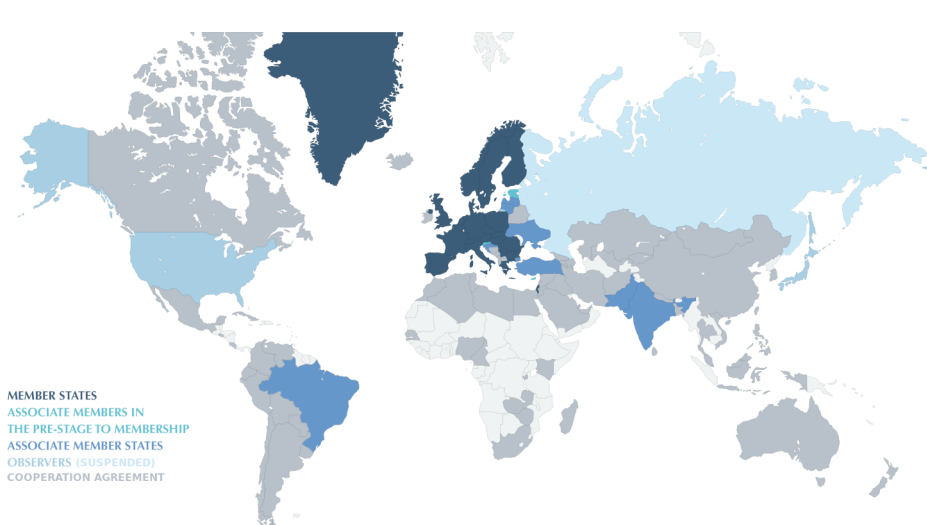 MEMBER STATES
ASSOCIATE MEMBERS IN
THE PRE-STAGE TO MEMBERSHIP
ASSOCIATE MEMBER STATES
OBSERVERS (SUSPENDED)
COOPERATION AGREEMENT